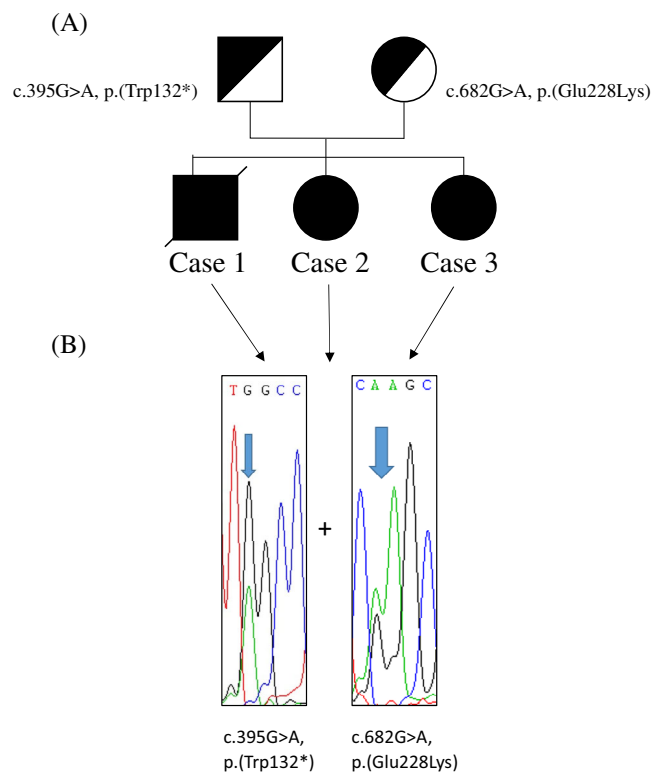 (A)
c.395G>A, p.(Trp132*)
c.682G>A, p.(Glu228Lys)
Case 1
Case 2
Case 3
(B)
T G G C C
C A A G C
+
c.395G>A,
p.(Trp132*)
c.682G>A,
p.(Glu228Lys)